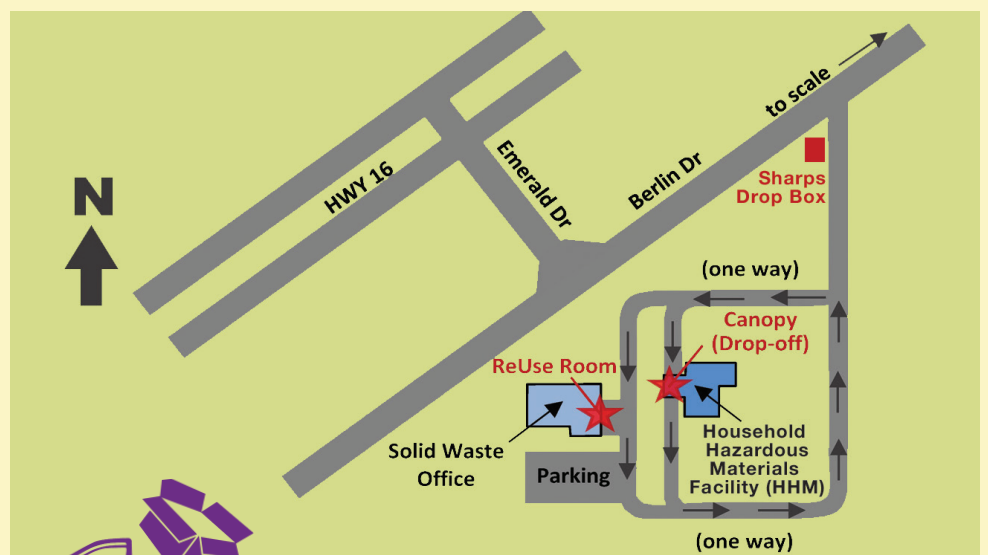 N
HWY 16
Emerald Dr
Berlin Dr
to scale
Sharps
Drop Box
(one way)
Canopy
(Drop-off)
ReUse Room
Solid Waste
Office
Household
Hazardous
Materials
Facility (HHM)
Parking
(one way)